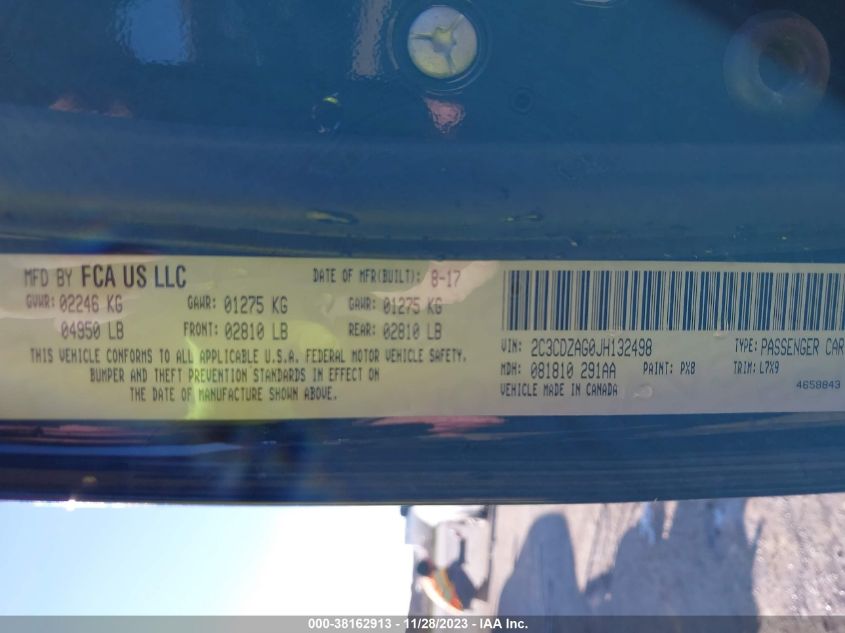 MFD BY FCA US LLC DATE OF MFR(BUILT): 8-17
GVWR: 02246 KG GAWR: 01275 KG GAWR: 01275 KG
04950 LB FRONT: 02810 LB REAR: 02810 LB
THIS VEHICLE CONFORMS TO ALL APPLICABLE U.S.A. FEDERAL MOTOR VEHICLE SAFETY,
BUMPER AND THEFT PREVENTION STANDARDS IN EFFECT ON
THE DATE OF MANUFACTURE SHOWN ABOVE.
VIN: 2C3CDZAG0JH132498 TYPE: PASSENGER CAR
MDH: 081810 291AA PAINT: PX8 TRIM: L7X9
VEHICLE MADE IN CANADA 4658843
000-38162913 - 11/28/2023 - IAA Inc.